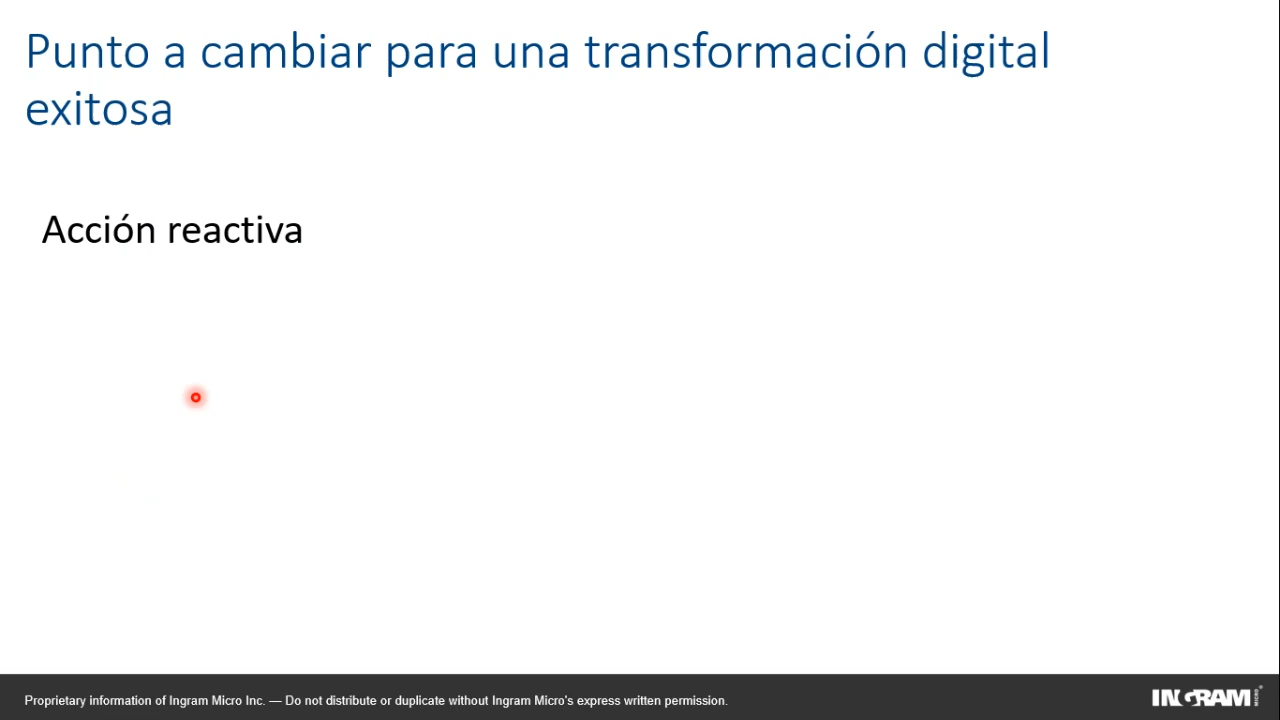 Punto a cambiar para una transformación digital
exitosa
Acción reactiva
Proprietary information of Ingram Micro Inc. — Do not distribute or duplicate without Ingram Micro's express written permission.
INGRAM MICRO